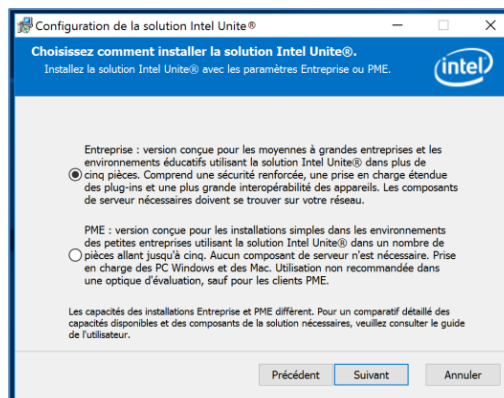 Configuration de la solution Intel Unite®
Choisissez comment installer la solution Intel Unite®.
Installez la solution Intel Unite® avec les paramètres Entreprise ou PME.
intel
Entreprise : version conçue pour les moyennes à grandes entreprises et les
environnements éducatifs utilisant la solution Intel Unite® dans plus de
cinq pièces. Comprend une sécurité renforcée, une prise en charge étendue
des plug-ins et une plus grande interopérabilité des appareils. Les composants
de serveur nécessaires doivent se trouver sur votre réseau.
PME : version conçue pour les installations simples dans les environnements
des petites entreprises utilisant la solution Intel Unite® dans un nombre de
pièces allant jusqu'à cinq. Aucun composant de serveur n'est nécessaire. Prise
en charge des PC Windows et des Mac. Utilisation non recommandée dans
une optique d'évaluation, sauf pour les clients PME.
Les capacités des installations Entreprise et PME diffèrent. Pour un comparatif détaillé des
capacités disponibles et des composants de la solution nécessaires, veuillez consulter le guide
de l'utilisateur.
Précédent
Suivant
Annuler